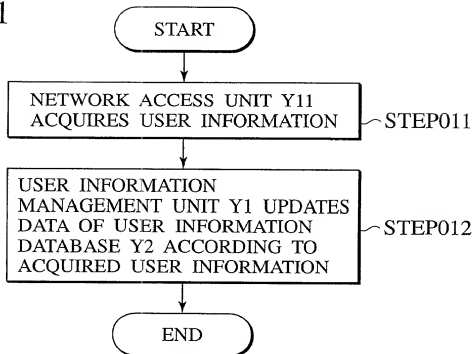 1
START
NETWORK ACCESS UNIT Y11
ACQUIRES USER INFORMATION
STEP011
USER INFORMATION
MANAGEMENT UNIT Y1 UPDATES
DATA OF USER INFORMATION
DATABASE Y2 ACCORDING TO
ACQUIRED USER INFORMATION
STEP012
END